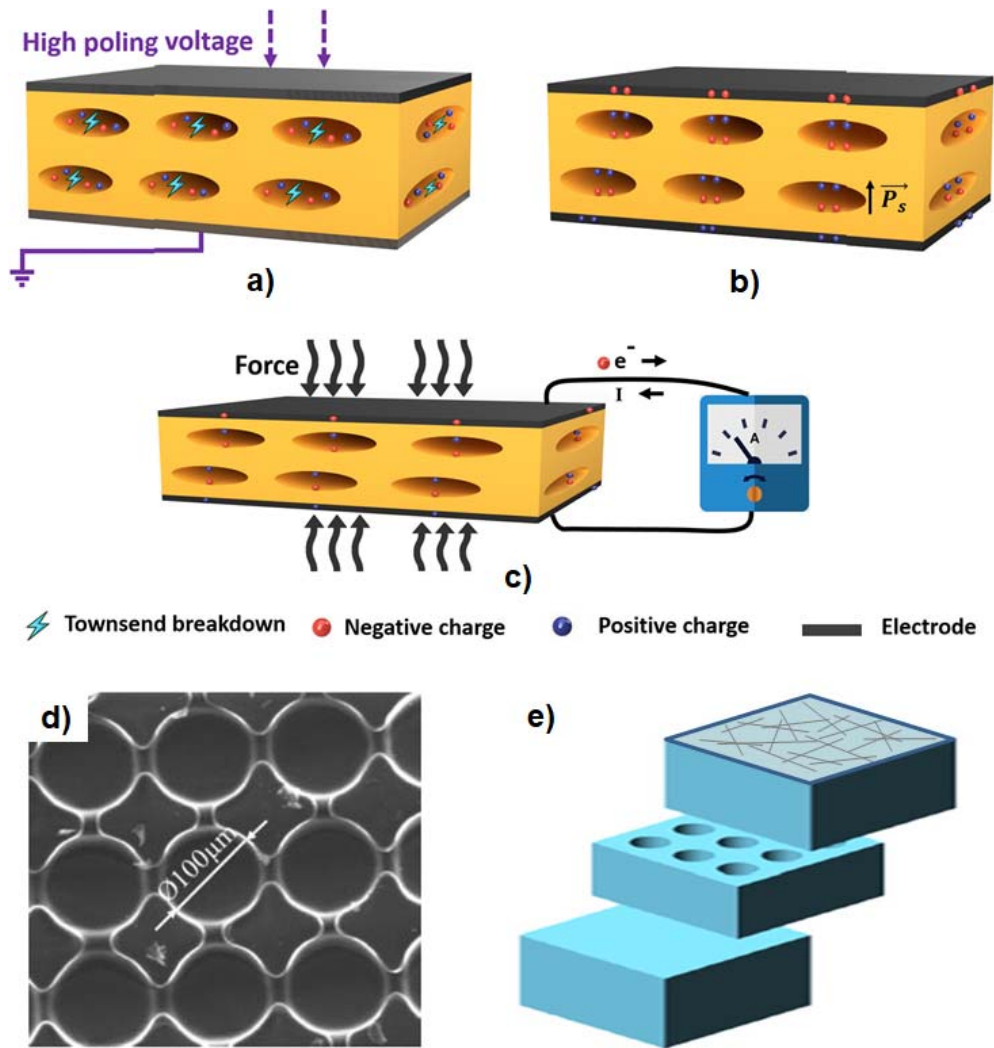 High poling voltage
a)
P_s
b)
Force
e-
I
A
c)
Townsend breakdown
Negative charge
Positive charge
Electrode
d)
Ø100μm
e)